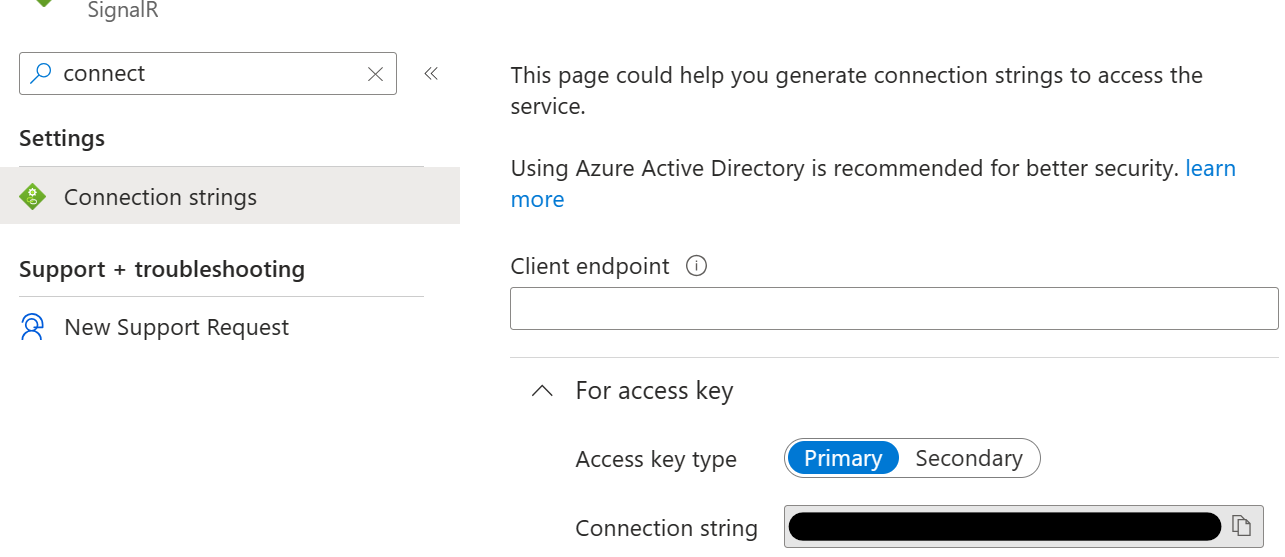 SignalR
connect
Settings
Connection strings
Support + troubleshooting
New Support Request
This page could help you generate connection strings to access the
service.
Using Azure Active Directory is recommended for better security. learn
more
Client endpoint
For access key
Access key type
Primary
Secondary
Connection string